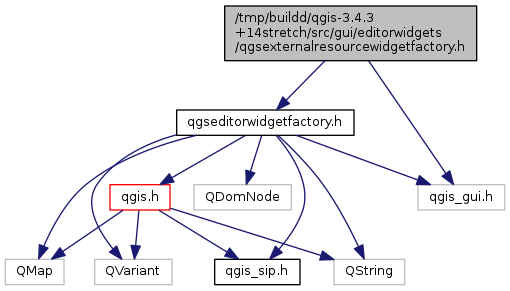 /tmp/buildd/qgis-3.4.3
+14stretch/src/gui/editorwidgets
/qgsexternalresourcewidgetfactory.h
qgseditorwidgetfactory.h
qgis.h
QDomNode
qgis_gui.h
QMap
QVariant
qgis_sip.h
QString